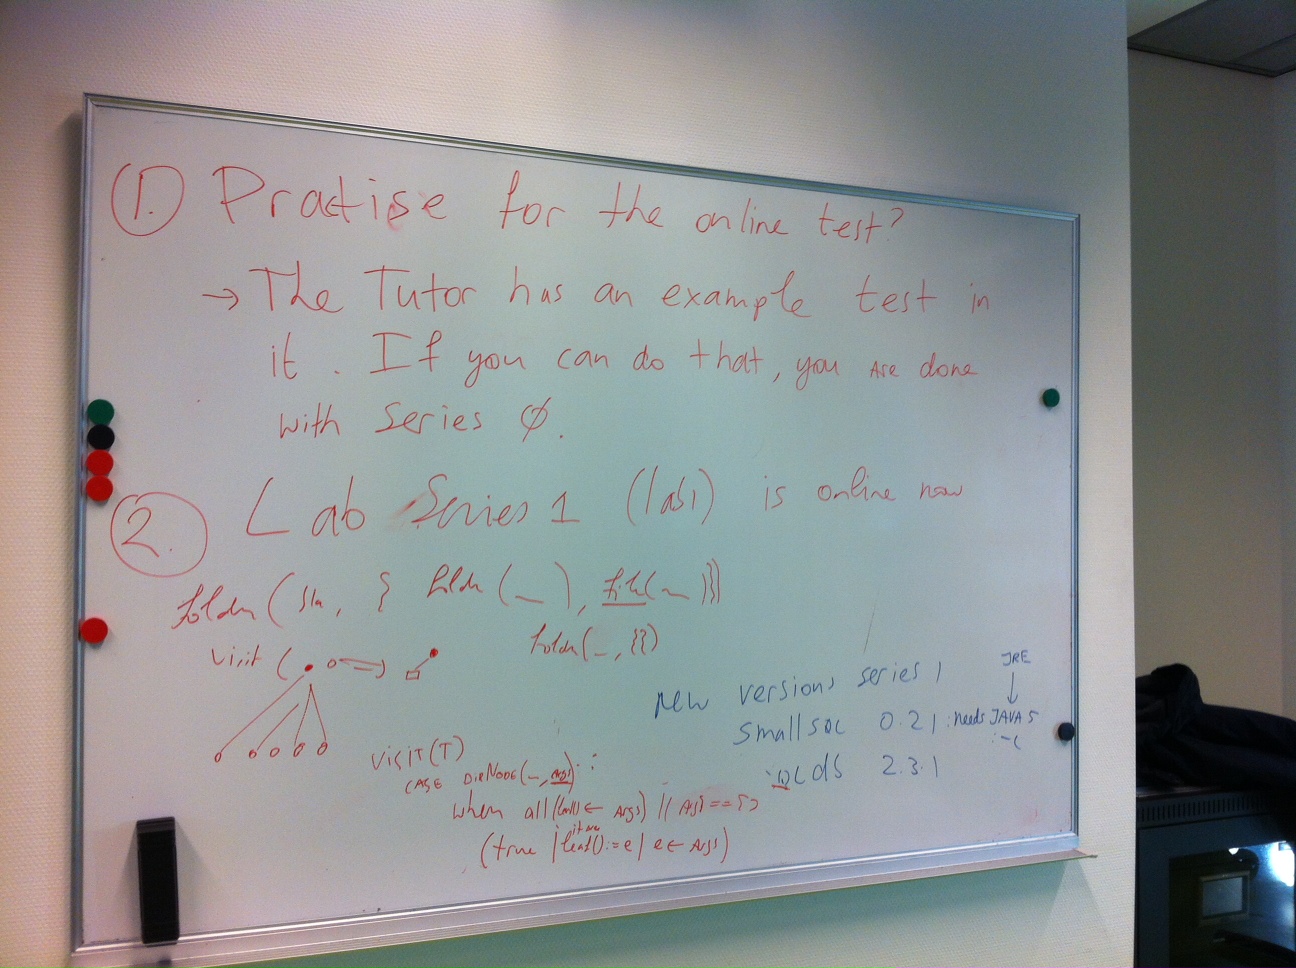 1. Practise for the online test?
→ The Tutor has an example test in
it. If you can do that, you are done
with Series Ø.
2. Lab Series 1 (lab1) is online now
folder( , { folder(_), file(_)}}
folder(_, {})
visit (
VISIT(T)
CASE DIRNODE(_, Args) :
when all( ← Args) || Args ==
(true | it and leaf():=e | e ← Args)
New versions series 1
smallsql 0.21 : needs JAVA 5
JRE
:-(
2.3.1